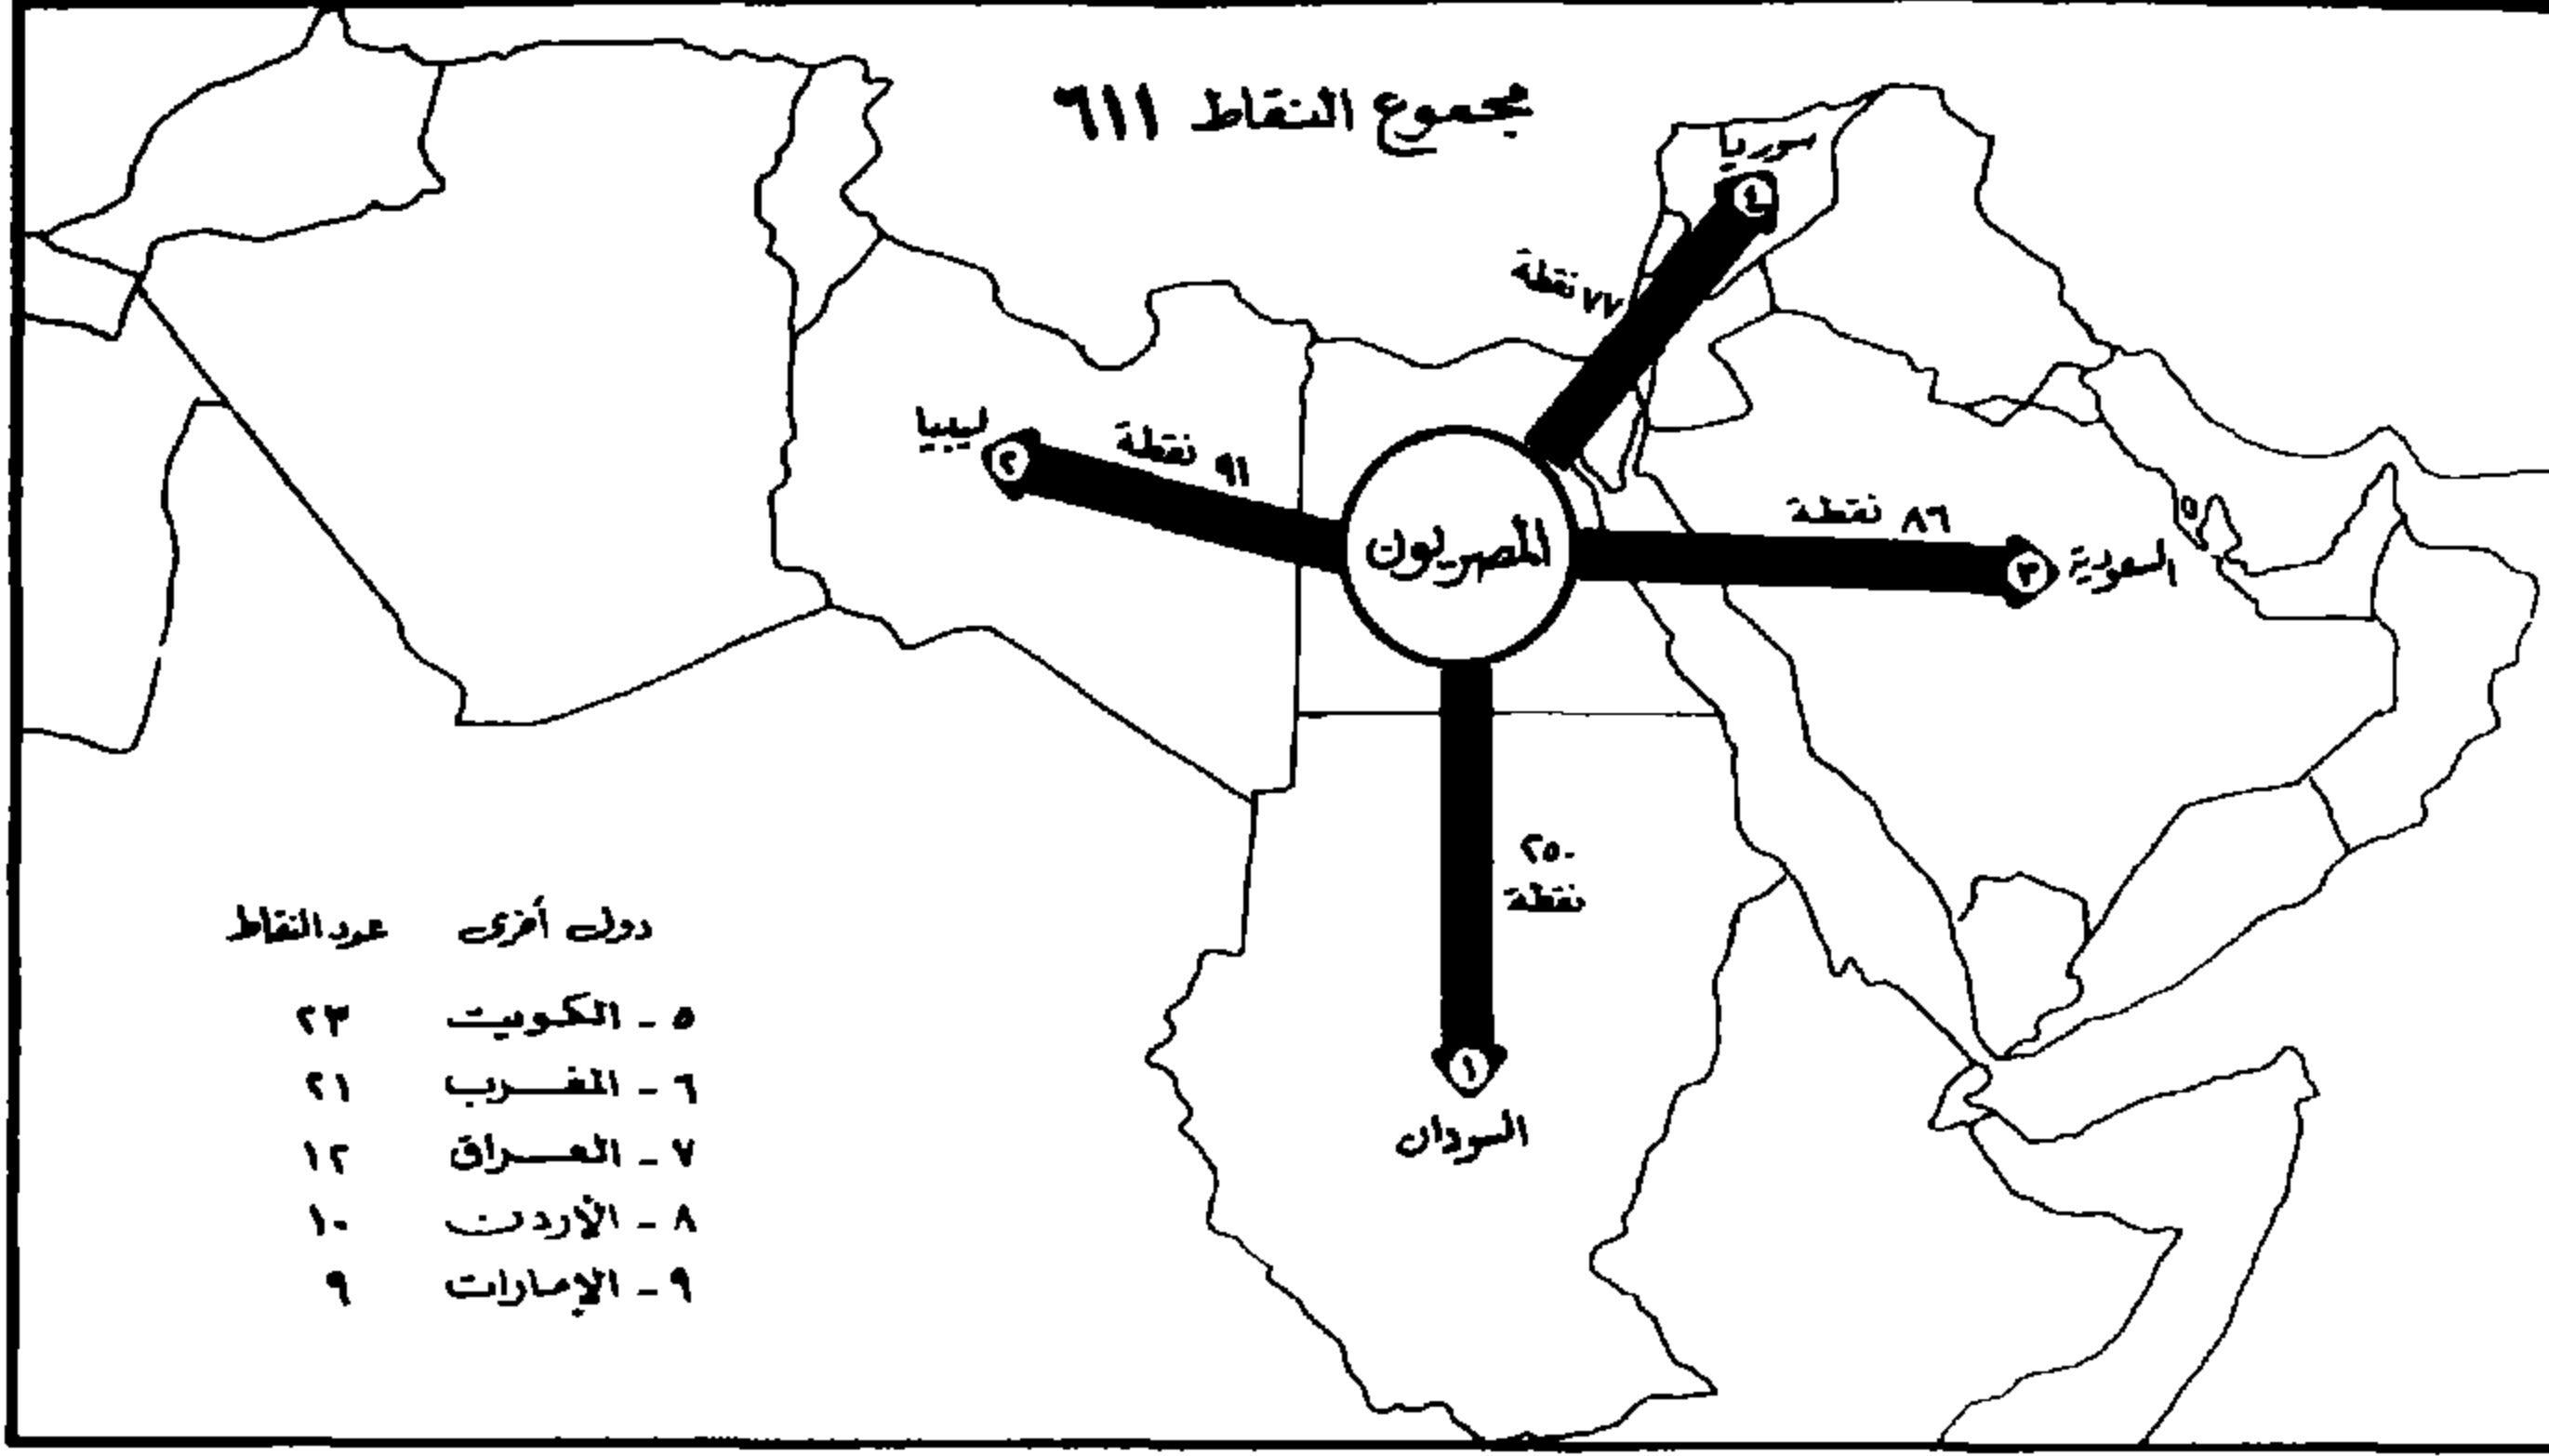 مجموع النقاط ٦١١
سوريا
٤
٧٧ نقطة
ليبيا
٢
٩١ نقطة
المصريون
٨٦ نقطة
٣
السعودية
٥
٢٥٠
نقطة
١
السودان
دول أخرى عدد النقاط
٥ - الكويت ٢٣
٦ - المغرب ٢١
٧ - العراق ١٢
٨ - الأردن ١٠
٩ - الإمارات ٩